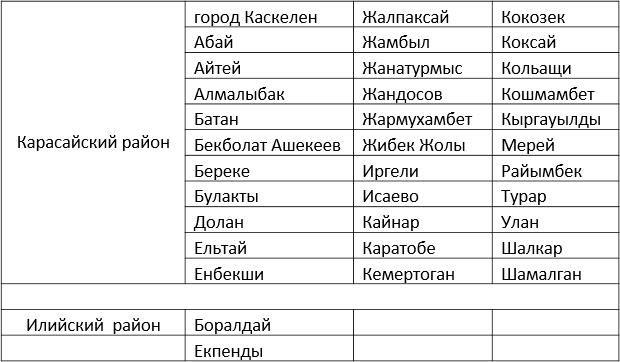 город Каскелен Жалпаксай Кокозек
Абай Жамбыл Коксай
Айтей Жанатурмыс Кольащи
Алмалыбак Жандосов Кошмамбет
Батан Жармухамбет Кыргауылды
Карасайский район Бекболат Ашекеев Жибек Жолы Мерей
Береке Иргели Райымбек
Булакты Исаево Турар
Долан Кайнар Улан
Ельтай Каратобе Шалкар
Енбекши Кемертоган Шамалган
Илийский район Боралдай
Екпенды